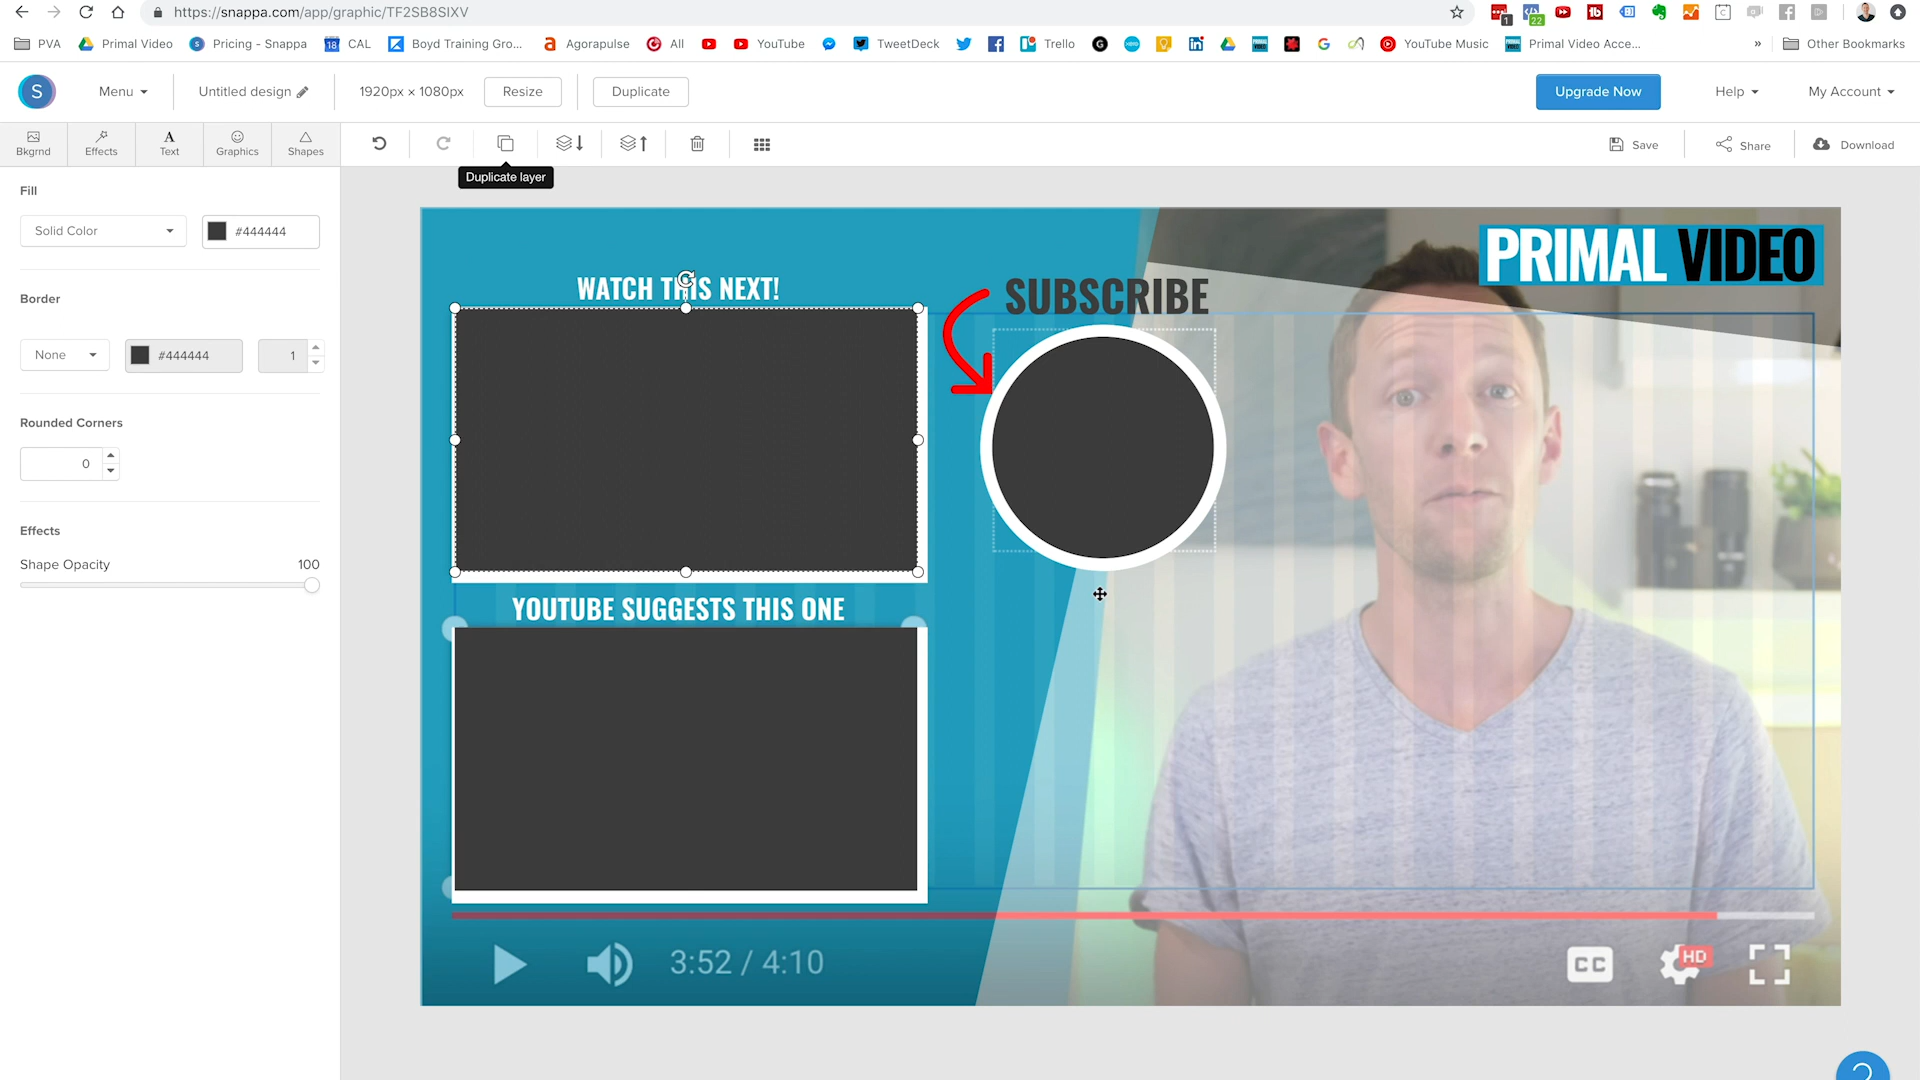 https://snappa.com/app/graphic/TF2SB8SIXV
1
22
PVA
Primal Video
Pricing - Snappa
18
CAL
Boyd Training Gro...
Agorapulse
All
YouTube
TweetDeck
Trello
YouTube Music
Primal Video Acce...
»
Other Bookmarks
S
Menu
Untitled design
1920px × 1080px
Resize
Duplicate
Upgrade Now
Help
My Account
Bkgrnd
Effects
A
Text
Graphics
Shapes
Save
Share
Download
Duplicate layer
Fill
Solid Color
#444444
Border
None
#444444
1
Rounded Corners
0
Effects
Shape Opacity
100
PRIMAL VIDEO
WATCH THIS NEXT!
SUBSCRIBE
YOUTUBE SUGGESTS THIS ONE
3:52 / 4:10
CC
HD
?